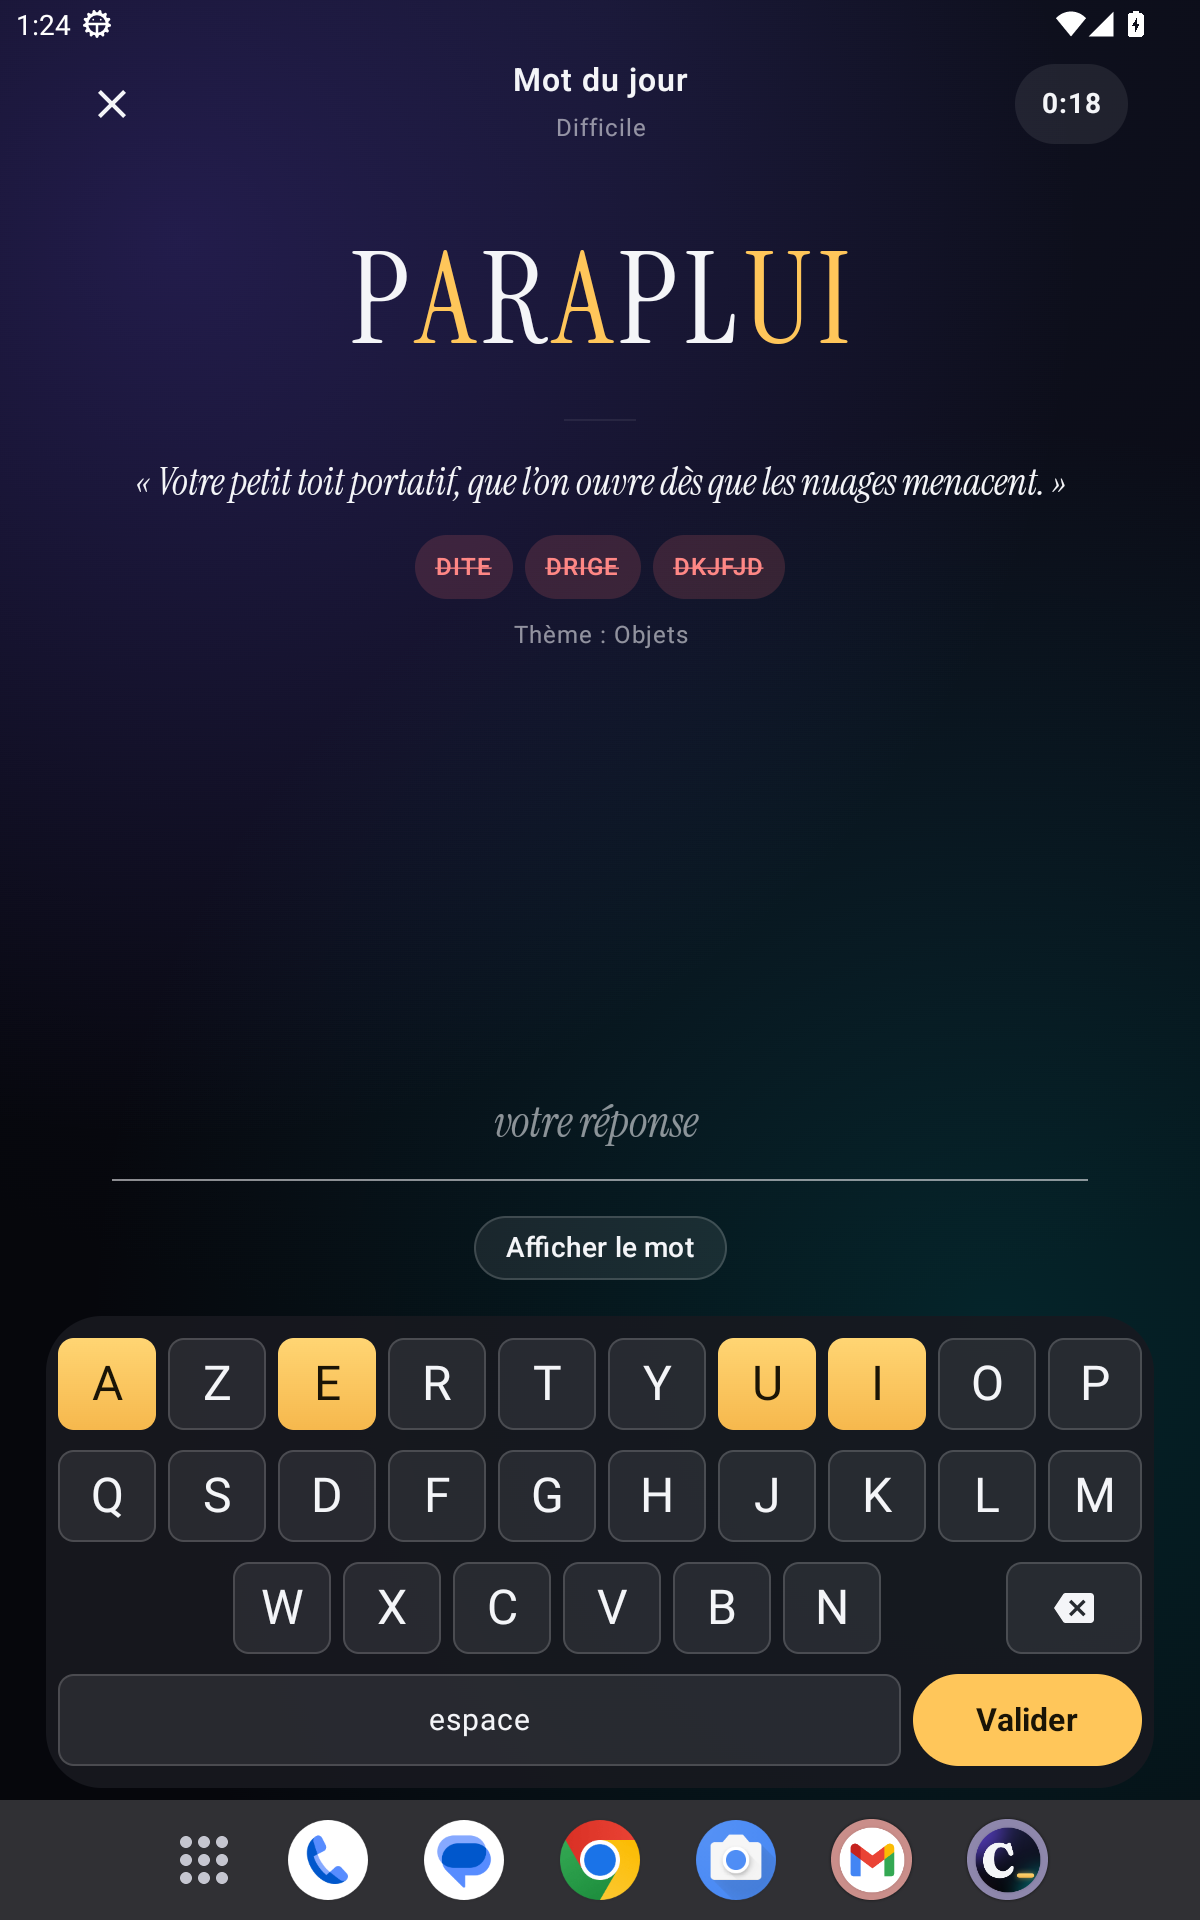 1:24
Mot du jour
Difficile
0:18
PARAPLUI
« Votre petit toit portatif, que l’on ouvre dès que les nuages menacent. »
DITE DRIGE DKJFJD
Thème : Objets
votre réponse
Afficher le mot
A Z E R T Y U I O P
Q S D F G H J K L M
W X C V B N
espace Valider
C_